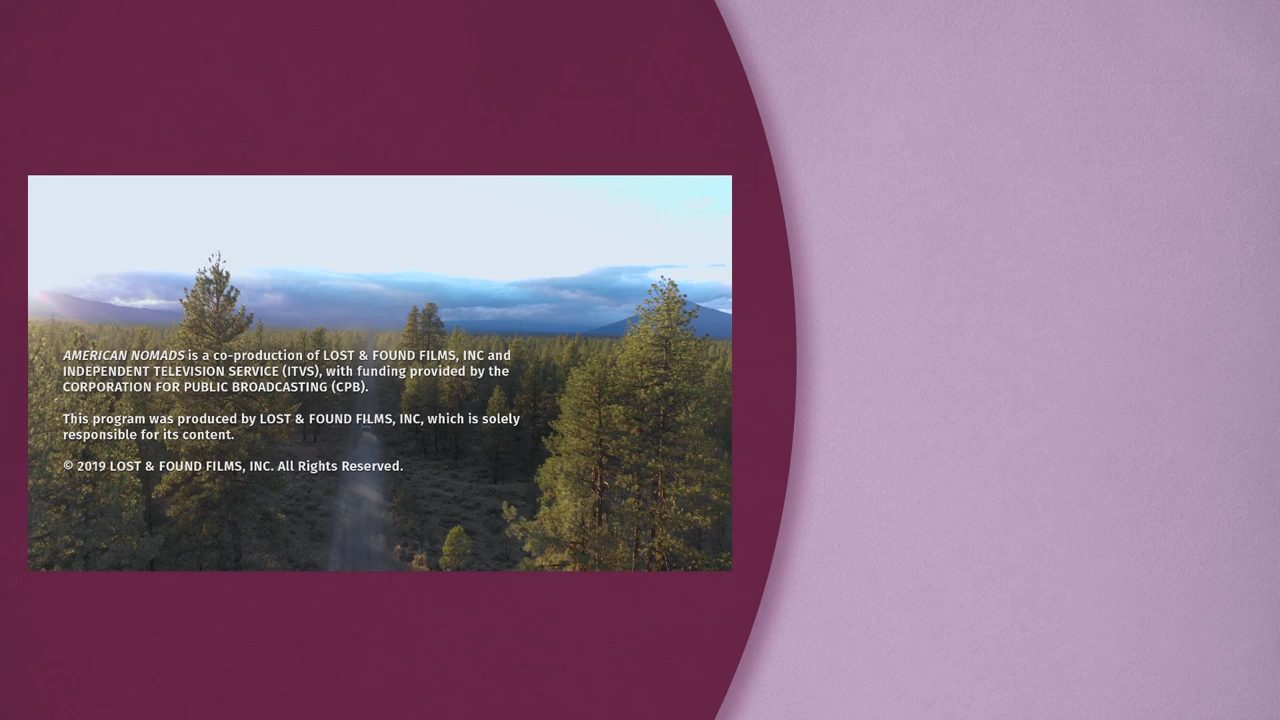 AMERICAN NOMADS is a co-production of LOST & FOUND FILMS, INC and
INDEPENDENT TELEVISION SERVICE (ITVS), with funding provided by the
CORPORATION FOR PUBLIC BROADCASTING (CPB).
This program was produced by LOST & FOUND FILMS, INC, which is solely
responsible for its content.
© 2019 LOST & FOUND FILMS, INC. All Rights Reserved.